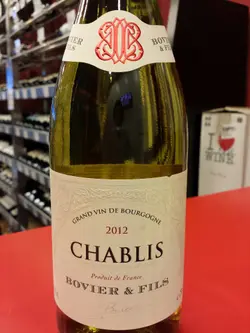 BOVIER
& FILS
GRAND VIN DE BOURGOGNE
2012
CHABLIS
Produit de France
BOVIER & FILS
I
WINE